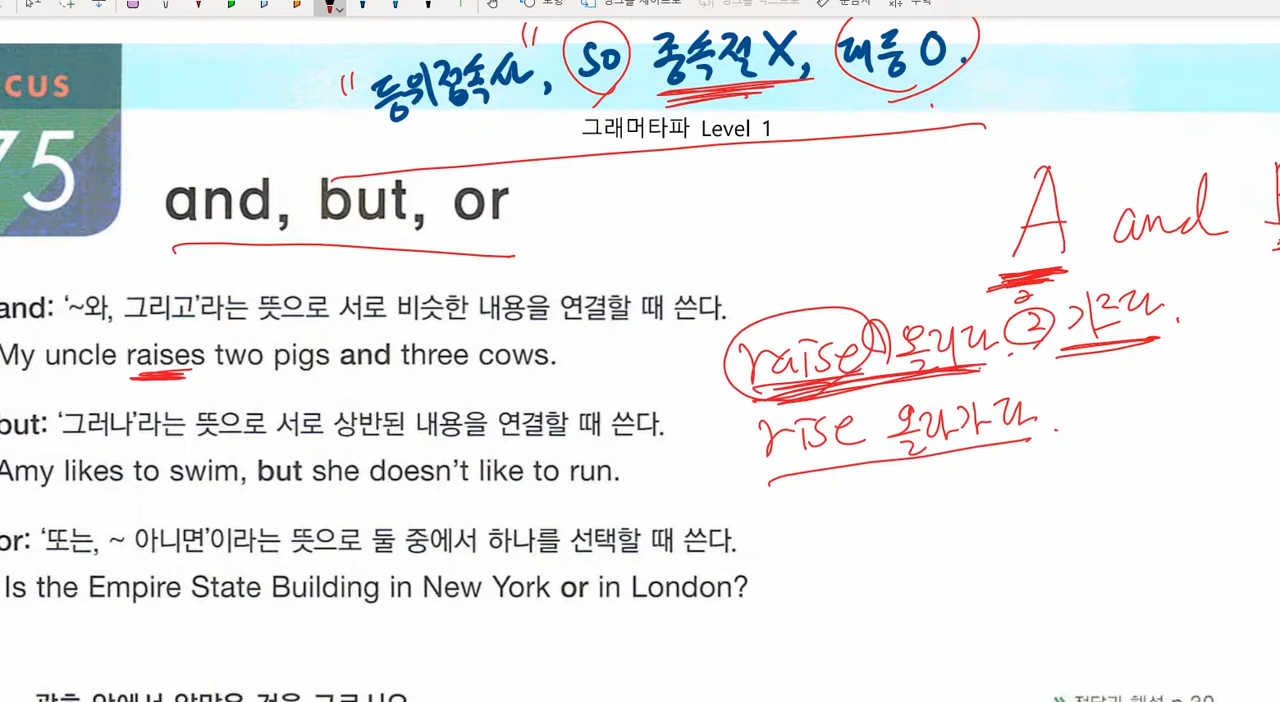 CUS
75
"등위접속사", so 종속절X, 대등O.
그래머타파 Level 1
and, but, or
A and
and: '~와, 그리고'라는 뜻으로 서로 비슷한 내용을 연결할 때 쓴다.
My uncle raises two pigs and three cows.
raise ① 올리다 ② 기르다.
rise 올라가다.
but: '그러나'라는 뜻으로 서로 상반된 내용을 연결할 때 쓴다.
Amy likes to swim, but she doesn't like to run.
or: '또는, ~ 아니면'이라는 뜻으로 둘 중에서 하나를 선택할 때 쓴다.
Is the Empire State Building in New York or in London?